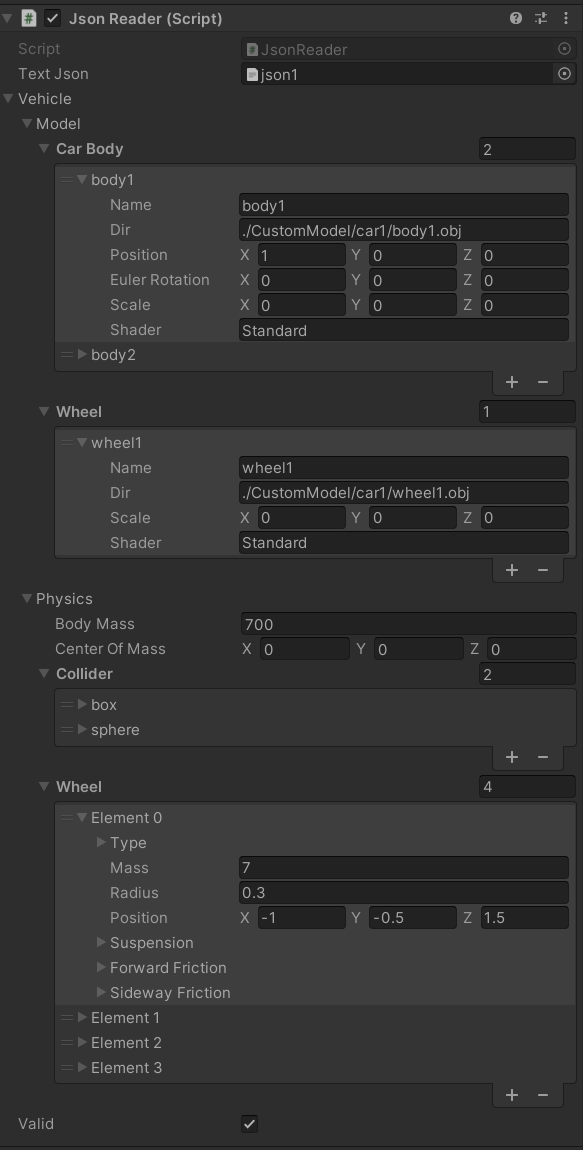 Json Reader (Script)
Script JsonReader
Text Json json1
Vehicle
Model
Car Body 2
body1
Name body1
Dir ./CustomModel/car1/body1.obj
Position X 1 Y 0 Z 0
Euler Rotation X 0 Y 0 Z 0
Scale X 0 Y 0 Z 0
Shader Standard
body2
+ −
Wheel 1
wheel1
Name wheel1
Dir ./CustomModel/car1/wheel1.obj
Scale X 0 Y 0 Z 0
Shader Standard
+ −
Physics
Body Mass 700
Center Of Mass X 0 Y 0 Z 0
Collider 2
box
sphere
+ −
Wheel 4
Element 0
Type
Mass 7
Radius 0.3
Position X -1 Y -0.5 Z 1.5
Suspension
Forward Friction
Sideway Friction
Element 1
Element 2
Element 3
+ −
Valid